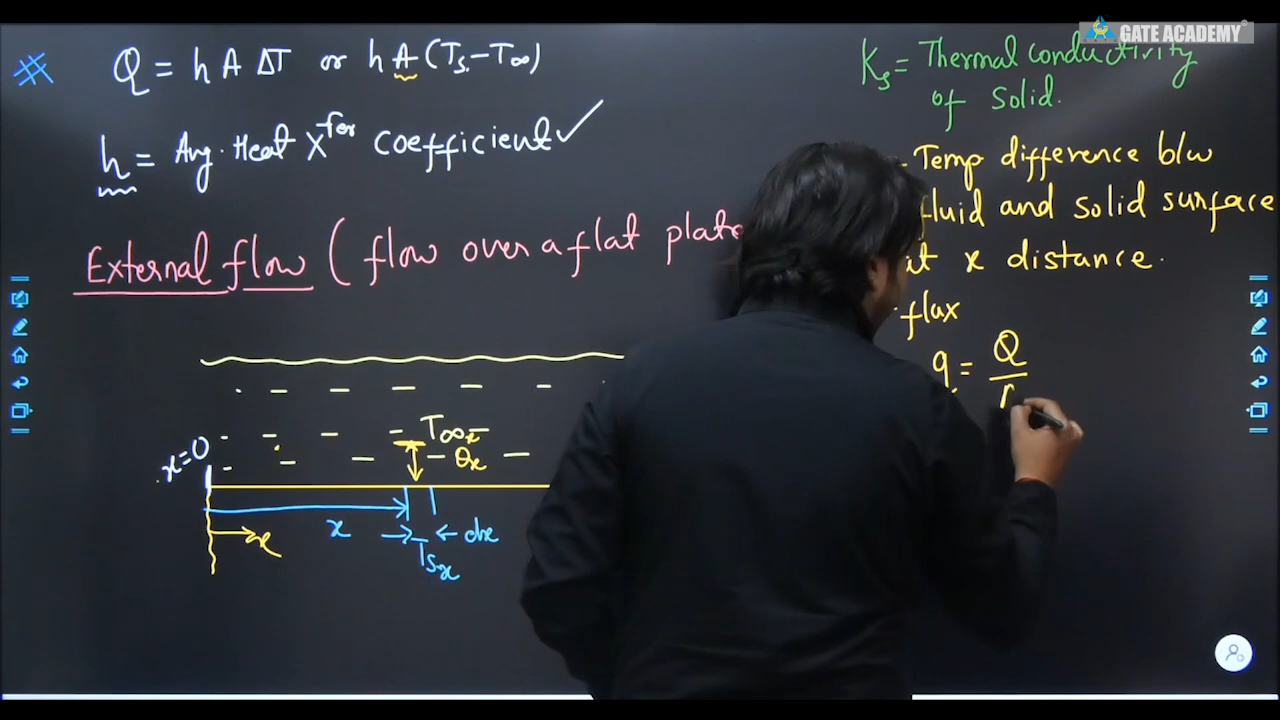 GATE ACADEMY
Q = h A ΔT or h A (Ts - T∞)
h = Avg. Heat Xfer coefficient ✓
External flow ( flow over a flat plate
T∞x
θx
x=0
x
dx
x
Tsx
Ks = Thermal conductivity
of solid.
Temp difference b/w
fluid and solid surface
at x distance.
flux
q = Q